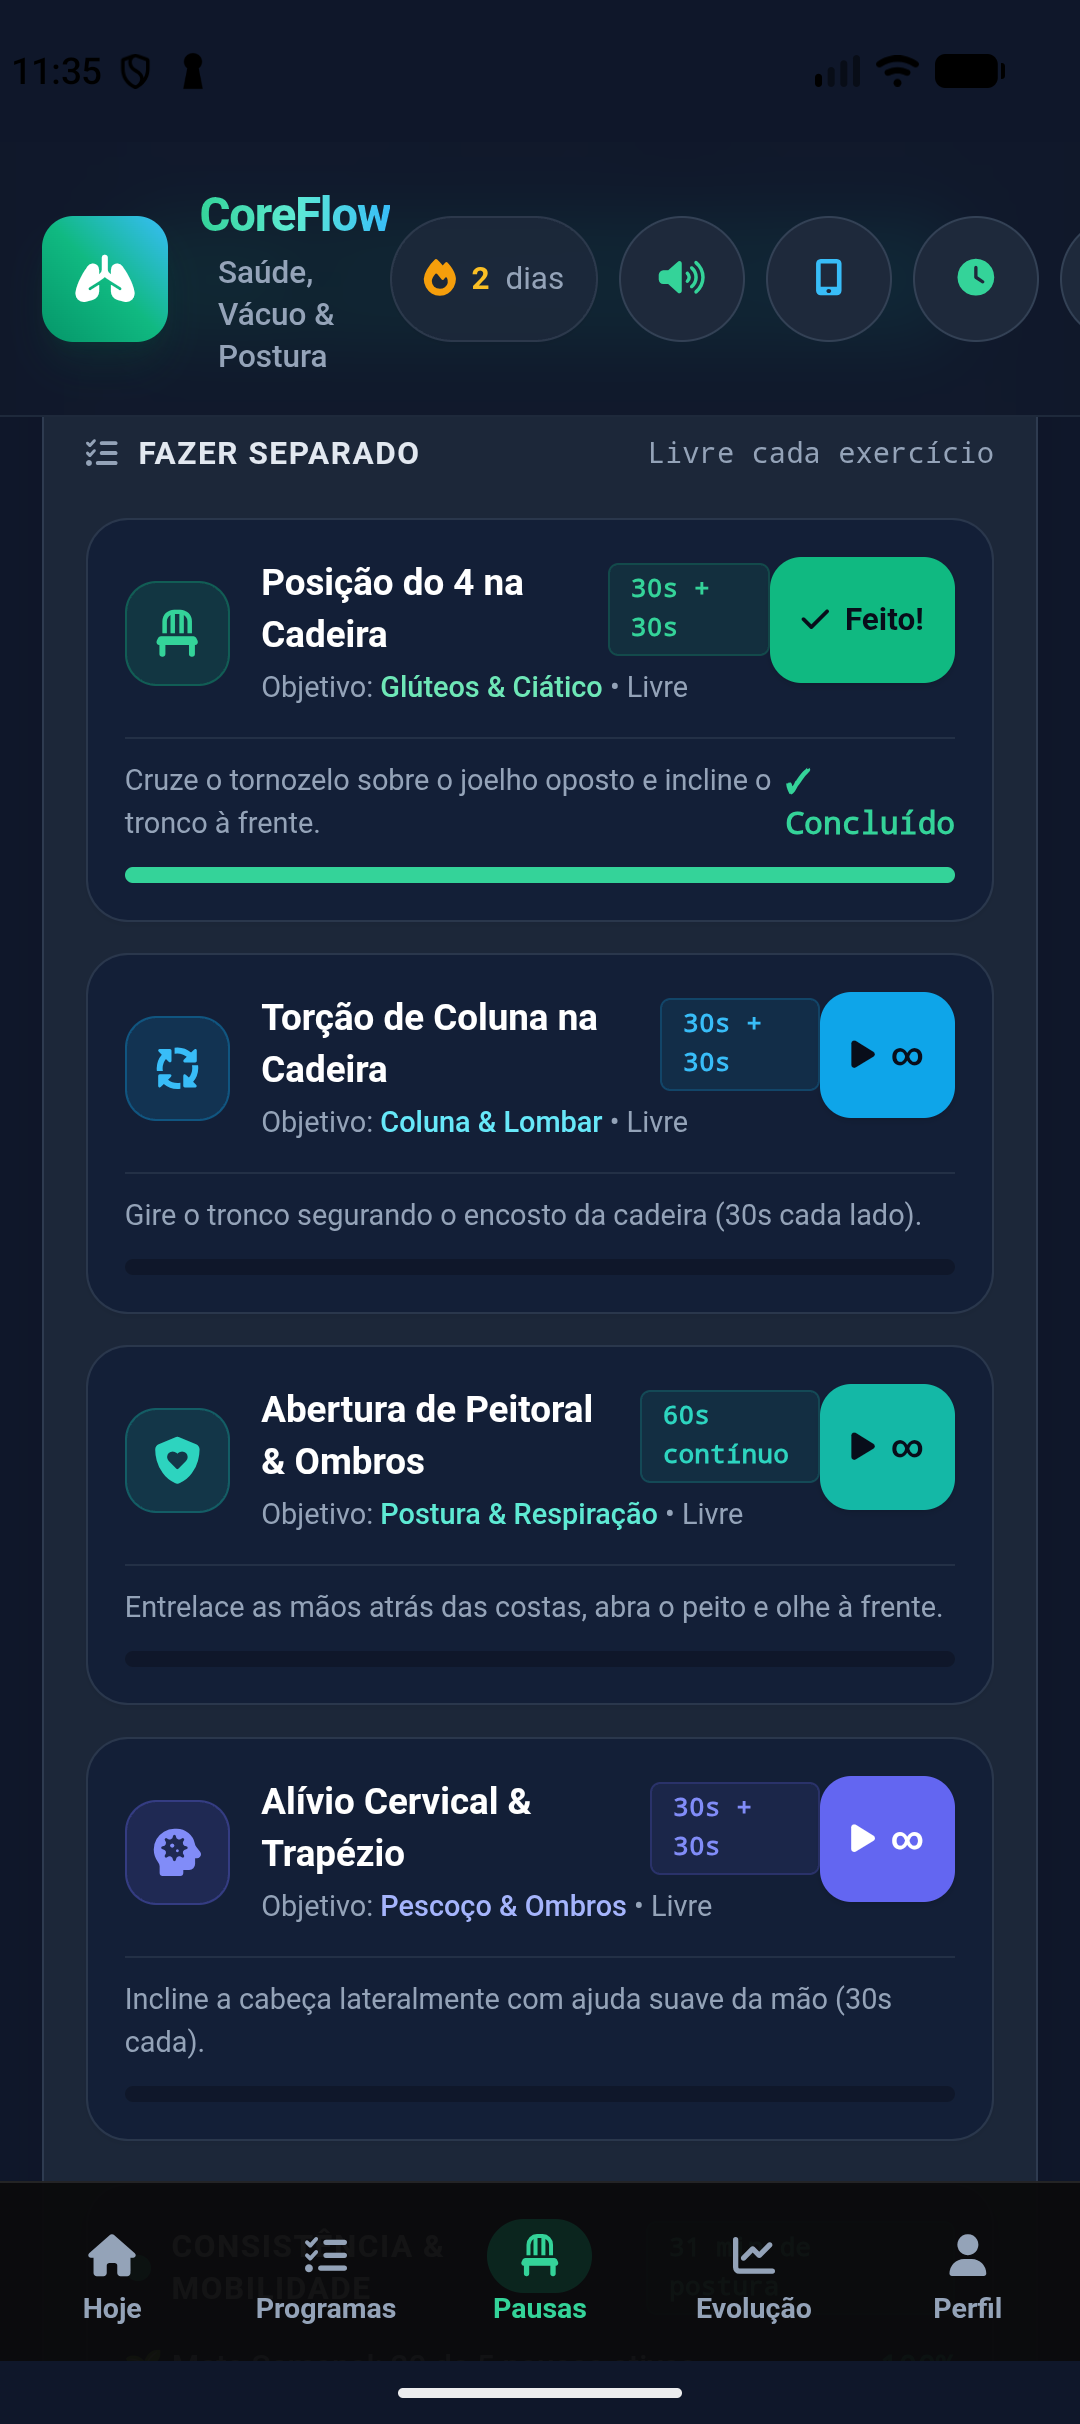 11:35
CoreFlow
Saúde,
Vácuo &
Postura
2 dias
FAZER SEPARADO
Livre cada exercício
Posição do 4 na
Cadeira
30s +
30s
Feito!
Objetivo: Glúteos & Ciático • Livre
Cruze o tornozelo sobre o joelho oposto e incline o
tronco à frente.
✓
Concluído
Torção de Coluna na
Cadeira
30s +
30s
∞
Objetivo: Coluna & Lombar • Livre
Gire o tronco segurando o encosto da cadeira (30s cada lado).
Abertura de Peitoral
& Ombros
60s
contínuo
∞
Objetivo: Postura & Respiração • Livre
Entrelace as mãos atrás das costas, abra o peito e olhe à frente.
Alívio Cervical &
Trapézio
30s +
30s
∞
Objetivo: Pescoço & Ombros • Livre
Incline a cabeça lateralmente com ajuda suave da mão (30s
cada).
CONSISTÊNCIA &
MOBILIDADE
postura
Hoje
Programas
Pausas
Evolução
Perfil